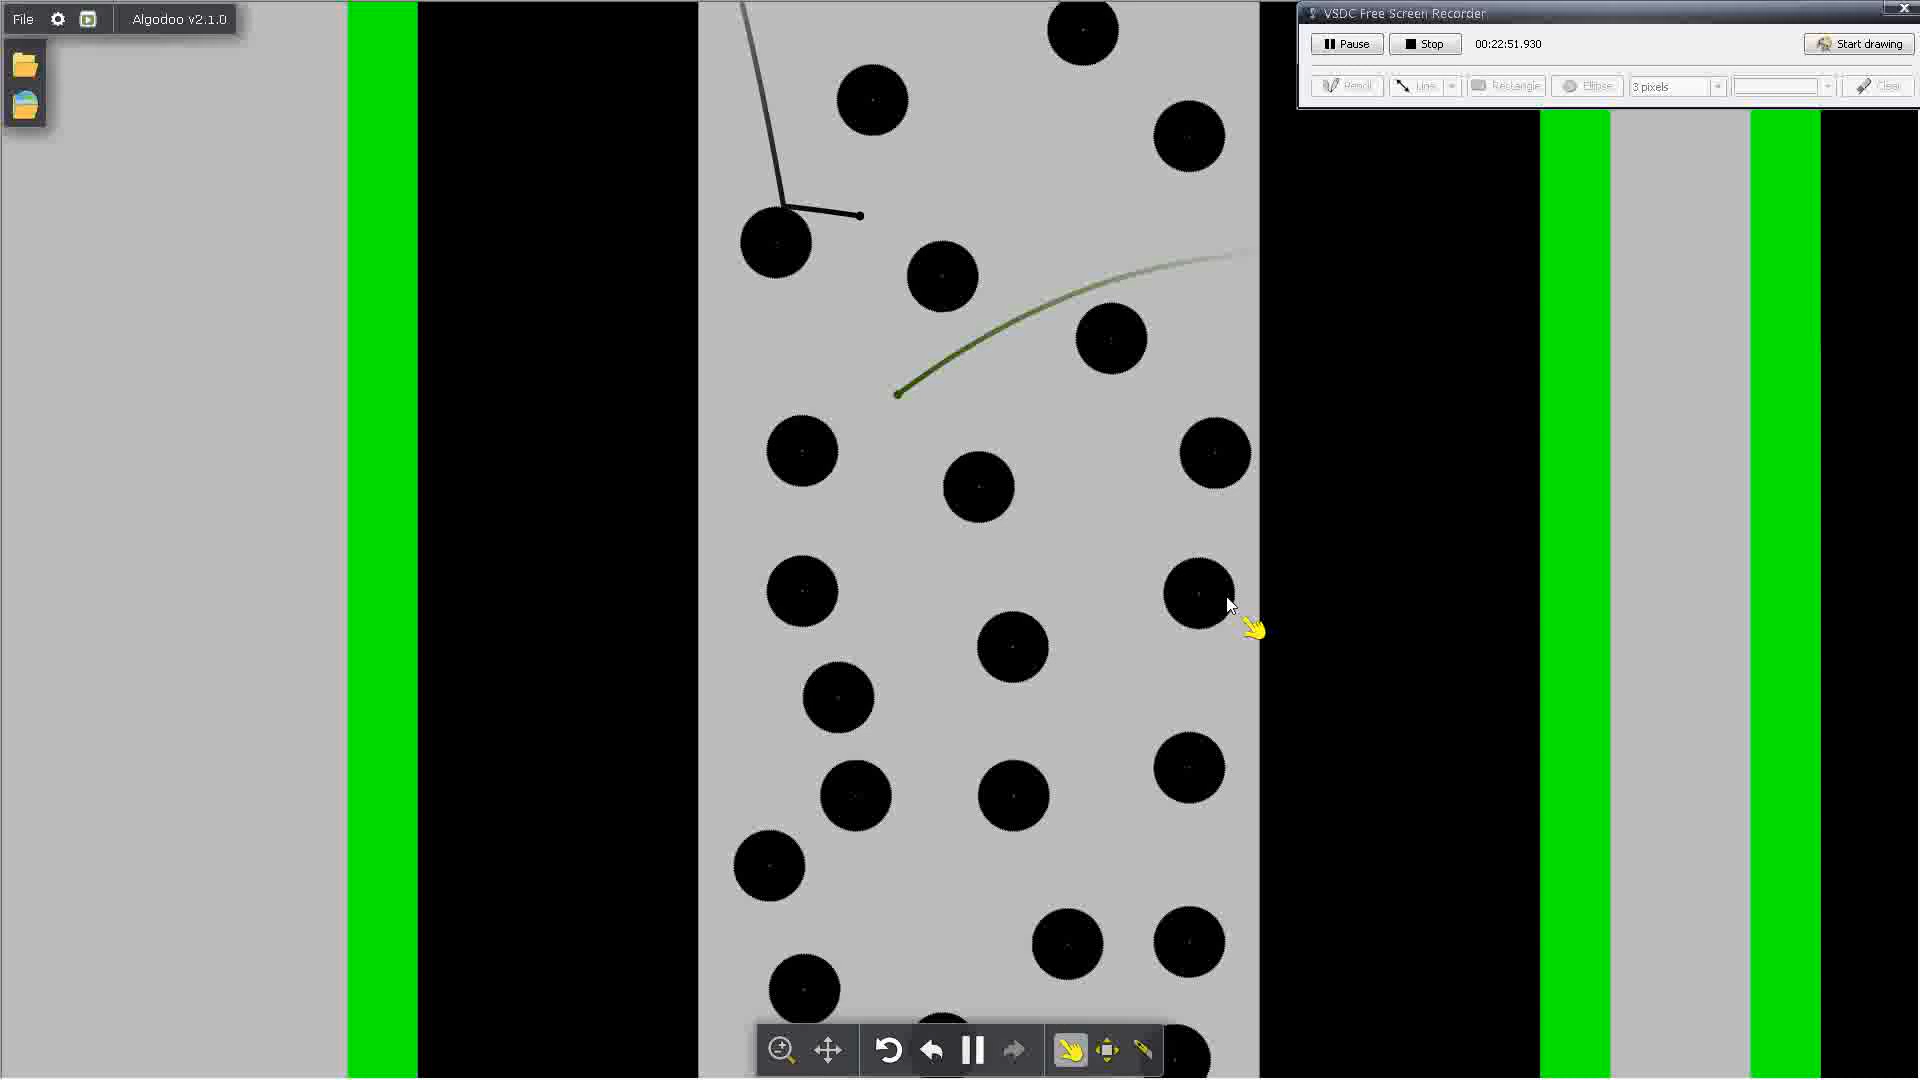 File Algodoo v2.1.0
VSDC Free Screen Recorder
Pause Stop 00:22:51.930 Start drawing
Pencil Line Rectangle Ellipse 3 pixels Clear